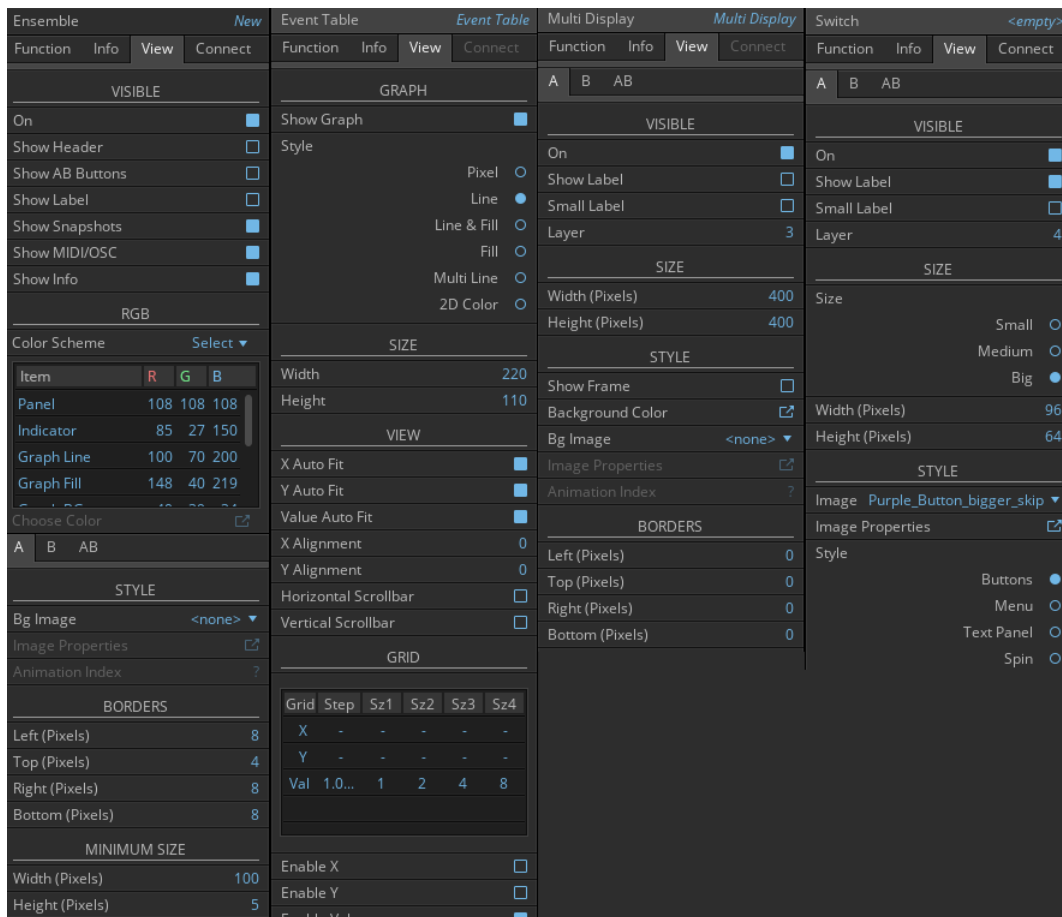 Ensemble New
Function Info View Connect
VISIBLE
On
Show Header
Show AB Buttons
Show Label
Show Snapshots
Show MIDI/OSC
Show Info
RGB
Color Scheme Select
Item R G B
Panel 108 108 108
Indicator 85 27 150
Graph Line 100 70 200
Graph Fill 148 40 219
Choose Color
A B AB
STYLE
Bg Image <none>
Image Properties
Animation Index ?
BORDERS
Left (Pixels) 8
Top (Pixels) 4
Right (Pixels) 8
Bottom (Pixels) 8
MINIMUM SIZE
Width (Pixels) 100
Height (Pixels) 5
Event Table Event Table
Function Info View Connect
GRAPH
Show Graph
Style
Pixel
Line
Line & Fill
Fill
Multi Line
2D Color
SIZE
Width 220
Height 110
VIEW
X Auto Fit
Y Auto Fit
Value Auto Fit
X Alignment 0
Y Alignment 0
Horizontal Scrollbar
Vertical Scrollbar
GRID
Grid Step Sz1 Sz2 Sz3 Sz4
X - - - - -
Y - - - - -
Val 1.0... 1 2 4 8
Enable X
Enable Y
Multi Display Multi Display
Function Info View Connect
A B AB
VISIBLE
On
Show Label
Small Label
Layer 3
SIZE
Width (Pixels) 400
Height (Pixels) 400
STYLE
Show Frame
Background Color
Bg Image <none>
Image Properties
Animation Index ?
BORDERS
Left (Pixels) 0
Top (Pixels) 0
Right (Pixels) 0
Bottom (Pixels) 0
Switch <empty>
Function Info View Connect
A B AB
VISIBLE
On
Show Label
Small Label
Layer 4
SIZE
Size
Small
Medium
Big
Width (Pixels) 96
Height (Pixels) 64
STYLE
Image Purple_Button_bigger_skip
Image Properties
Style
Buttons
Menu
Text Panel
Spin